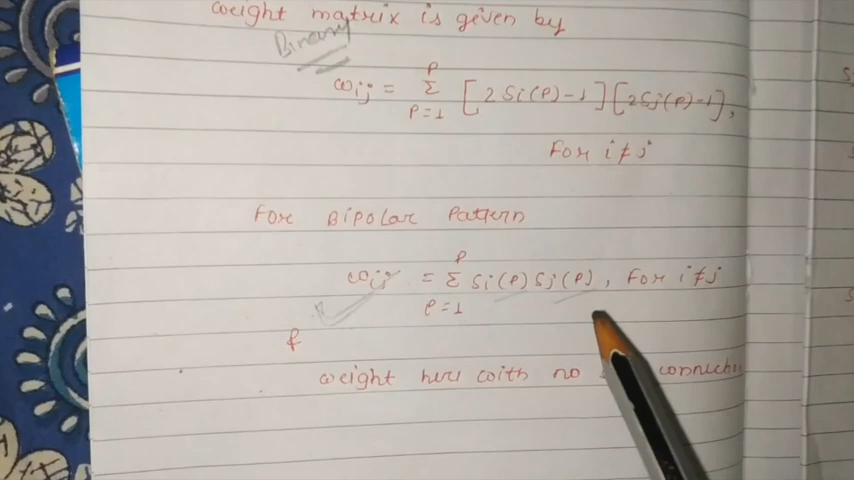 weight matrix is given by
Binary
wij = P Σ P=1 [2Si(P)-1][2Sj(P)-1],
For i≠j
For Bipolar Pattern
wij = P Σ P=1 Si(P) Sj(P), For i≠j
f
weight here with no connection